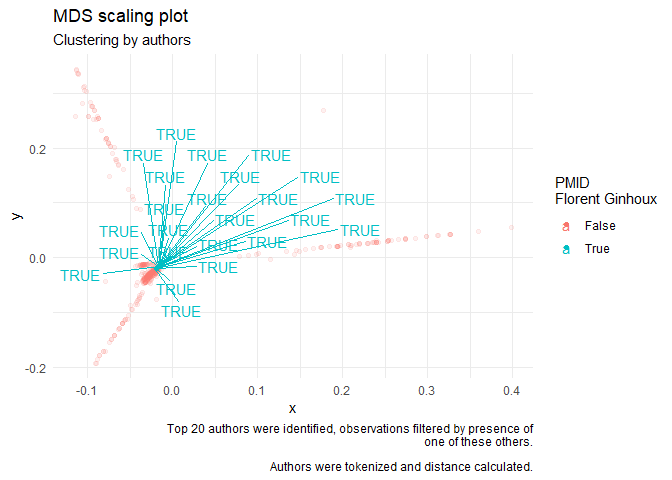 MDS scaling plot
Clustering by authors
TRUE
TRUE TRUE TRUE
TRUE TRUE TRUE
TRUE TRUE TRUE
TRUE
TRUE TRUE
TRUE TRUE TRUE
TRUE TRUE
TRUE
TRUE TRUE
TRUE
TRUE
0.2
0.0
-0.2
y
-0.1 0.0 0.1 0.2 0.3 0.4
x
PMID
Florent Ginhoux
False
True
Top 20 authors were identified, observations filtered by presence of
one of these others.
Authors were tokenized and distance calculated.